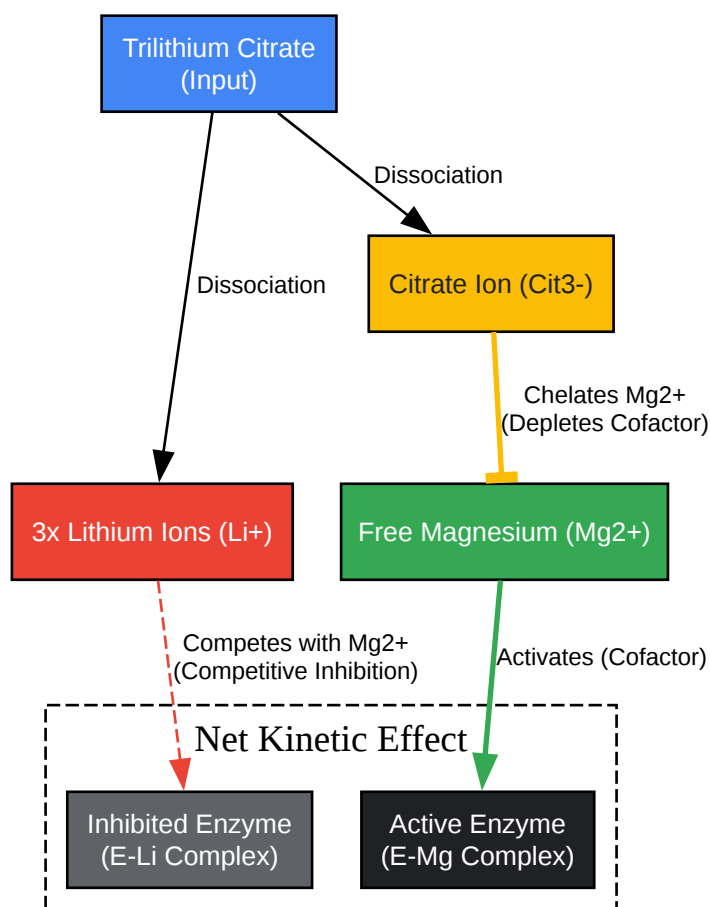 Trilithium Citrate
(Input)
Dissociation
Citrate Ion (Cit3-)
Dissociation
Chelates Mg2+
(Depletes Cofactor)
3x Lithium Ions (Li+)
Free Magnesium (Mg2+)
Competes with Mg2+
(Competitive Inhibition)
Activates (Cofactor)
Net Kinetic Effect
Inhibited Enzyme
(E-Li Complex)
Active Enzyme
(E-Mg Complex)